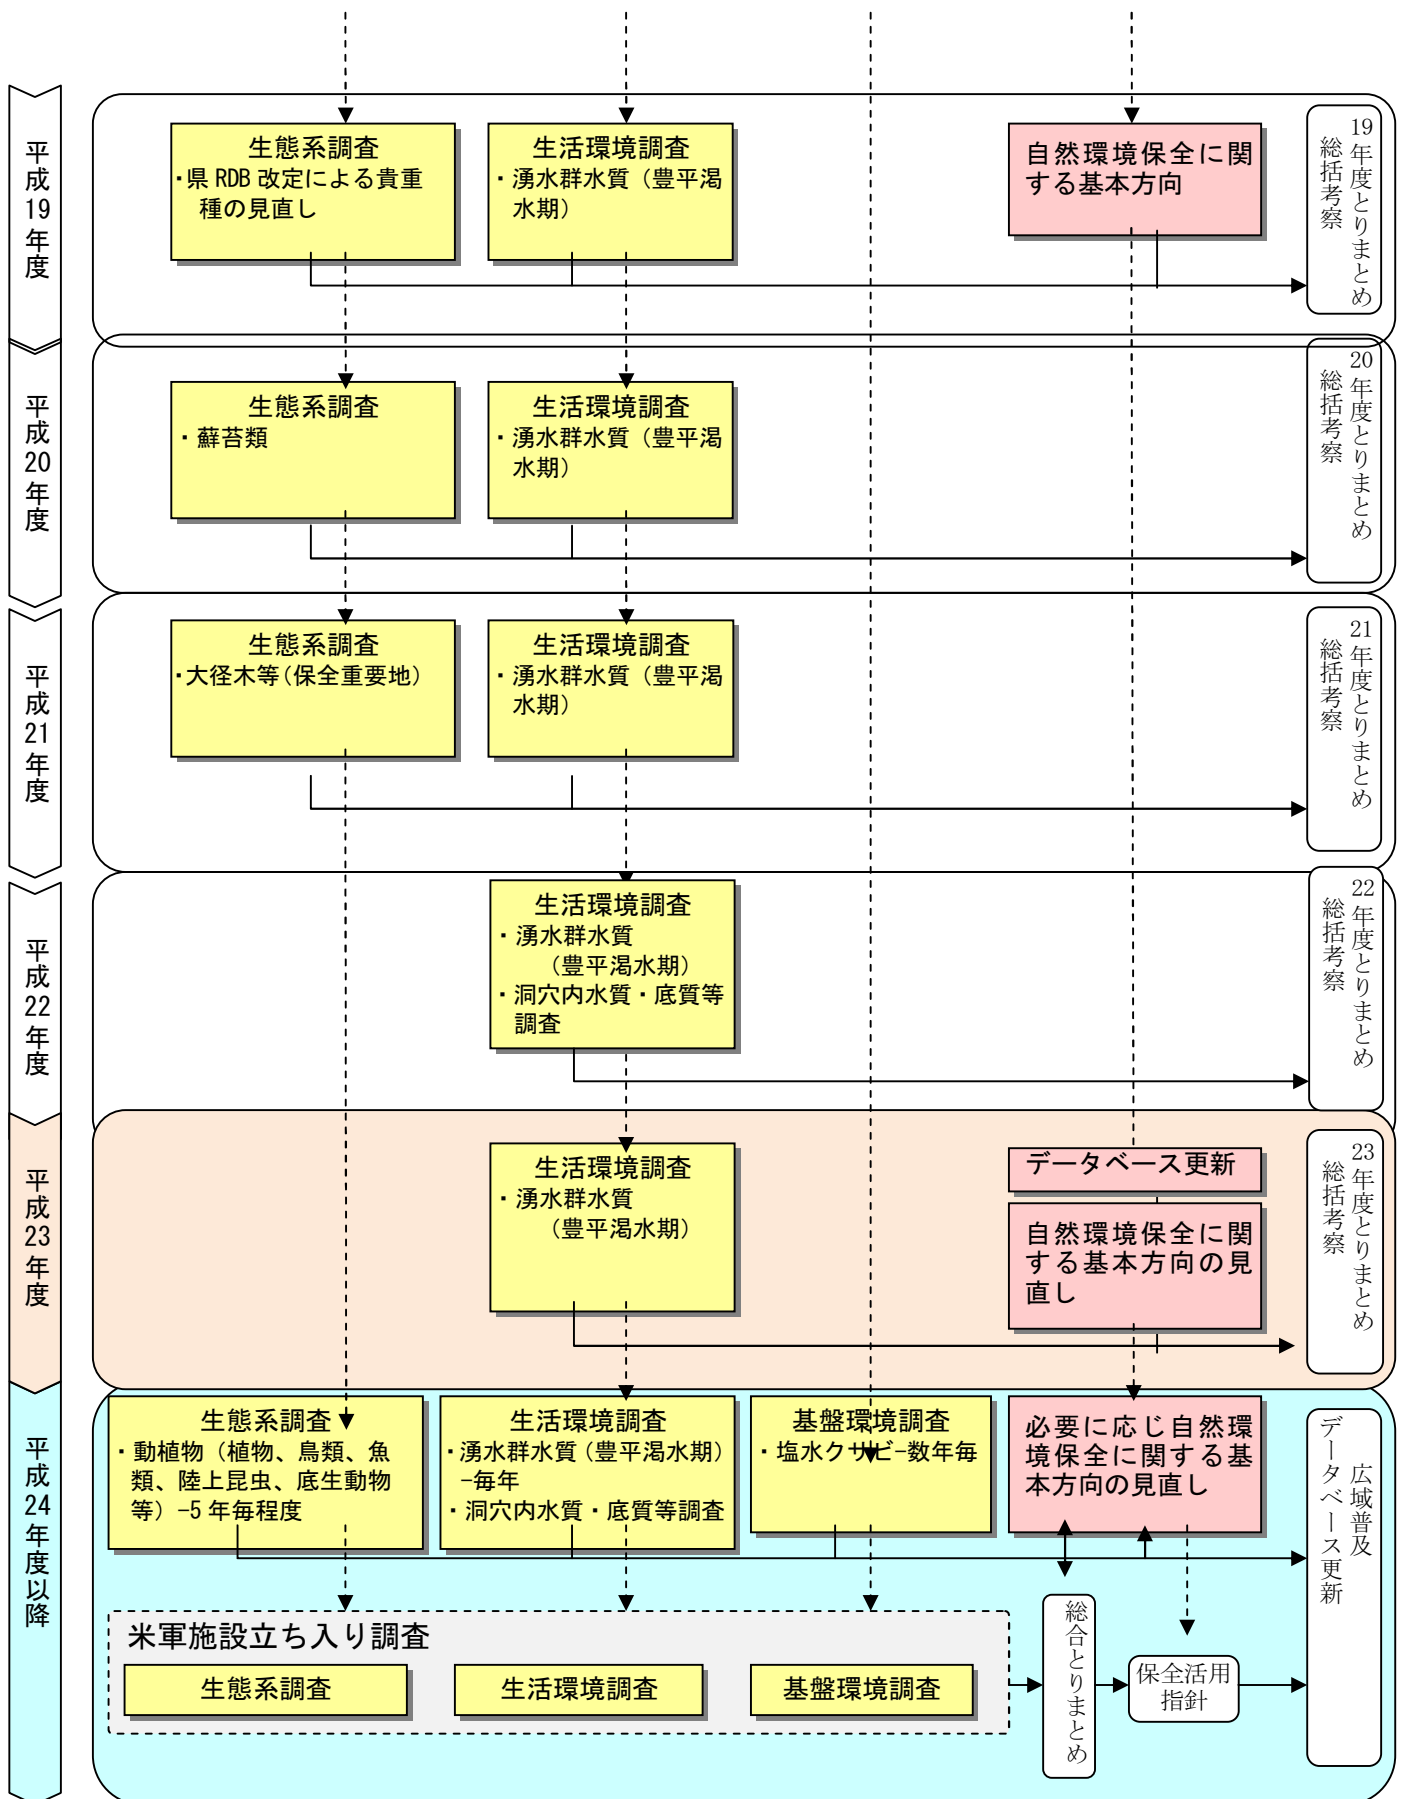 平成19年度
生態系調査
・県RDB改定による貴重
種の見直し
生活環境調査
・湧水群水質（豊平渇
水期）
自然環境保全に関
する基本方向
19年度とりまとめ
総括考察
平成20年度
生態系調査
・蘚苔類
生活環境調査
・湧水群水質（豊平渇
水期）
20年度とりまとめ
総括考察
平成21年度
生態系調査
・大径木等（保全重要地）
生活環境調査
・湧水群水質（豊平渇
水期）
21年度とりまとめ
総括考察
平成22年度
生活環境調査
・湧水群水質
（豊平渇水期）
・洞穴内水質・底質等
調査
22年度とりまとめ
総括考察
平成23年度
生活環境調査
・湧水群水質
（豊平渇水期）
データベース更新
自然環境保全に関
する基本方向の見
直し
23年度とりまとめ
総括考察
平成24年度以降
生態系調査
・動植物（植物、鳥類、魚
類、陸上昆虫、底生動物
等）-5年毎程度
生活環境調査
・湧水群水質（豊平渇水期）
-毎年
・洞穴内水質・底質等調査
基盤環境調査
・塩水クサビ-数年毎
必要に応じ自然環
境保全に関する基
本方向の見直し
広域普及
データベース更新
米軍施設立ち入り調査
生態系調査
生活環境調査
基盤環境調査
総合とりまとめ
保全活用
指針